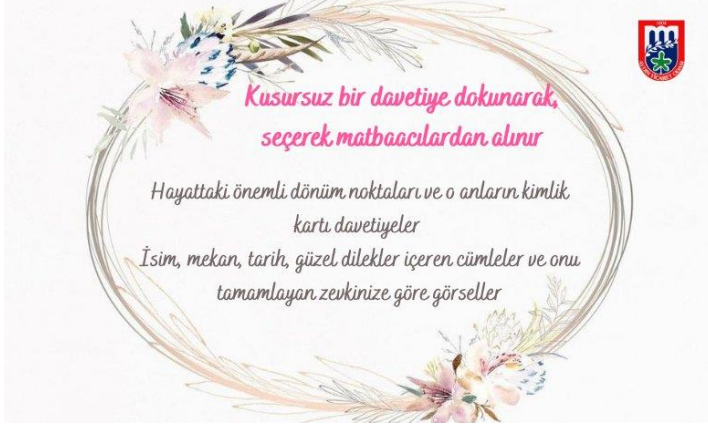 Kusursuz bir davetiye dokunarak,
seçerek matbaacılardan alınır
Hayattaki önemli dönüm noktaları ve o anların kimlik
kartı davetiyeler
İsim, mekan, tarih, güzel dilekler içeren cümleler ve onu
tamamlayan zevkinize göre görseller